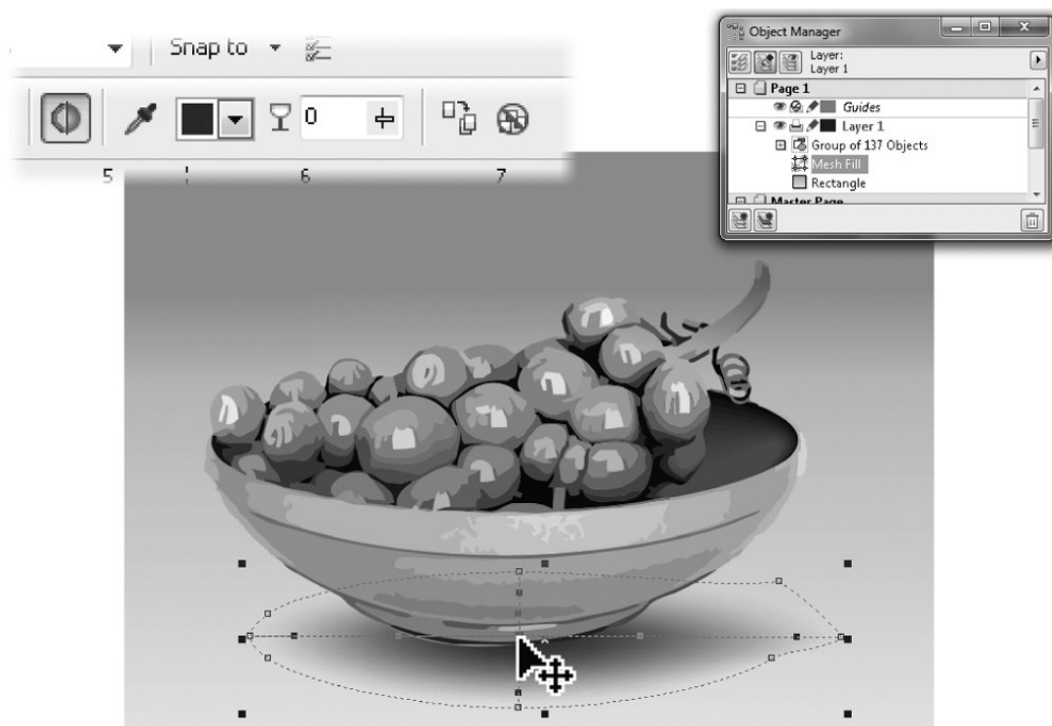 Snap to
0
5 6 7
Object Manager
Layer:
Layer 1
Page 1
Guides
Layer 1
Group of 137 Objects
Mesh Fill
Rectangle
Master Page